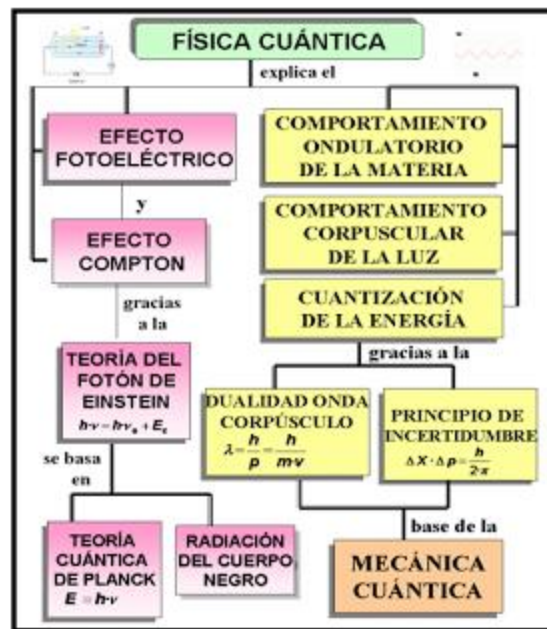 FÍSICA CUÁNTICA
explica el
EFECTO
FOTOELÉCTRICO
y
EFECTO
COMPTON
gracias
a la
TEORÍA DEL
FOTÓN DE
EINSTEIN
h·ν=h·ν₀+E꜀
se basa
en
TEORÍA
CUÁNTICA
DE PLANCK
E=h·ν
RADIACIÓN
DEL CUERPO
NEGRO
COMPORTAMIENTO
ONDULATORIO
DE LA MATERIA
COMPORTAMIENTO
CORPUSCULAR
DE LA LUZ
CUANTIZACIÓN
DE LA ENERGÍA
gracias a la
DUALIDAD ONDA
CORPÚSCULO
λ=h/p=h/m·v
PRINCIPIO DE
INCERTIDUMBRE
ΔX·Δp=h/2·π
base de la
MECÁNICA
CUÁNTICA